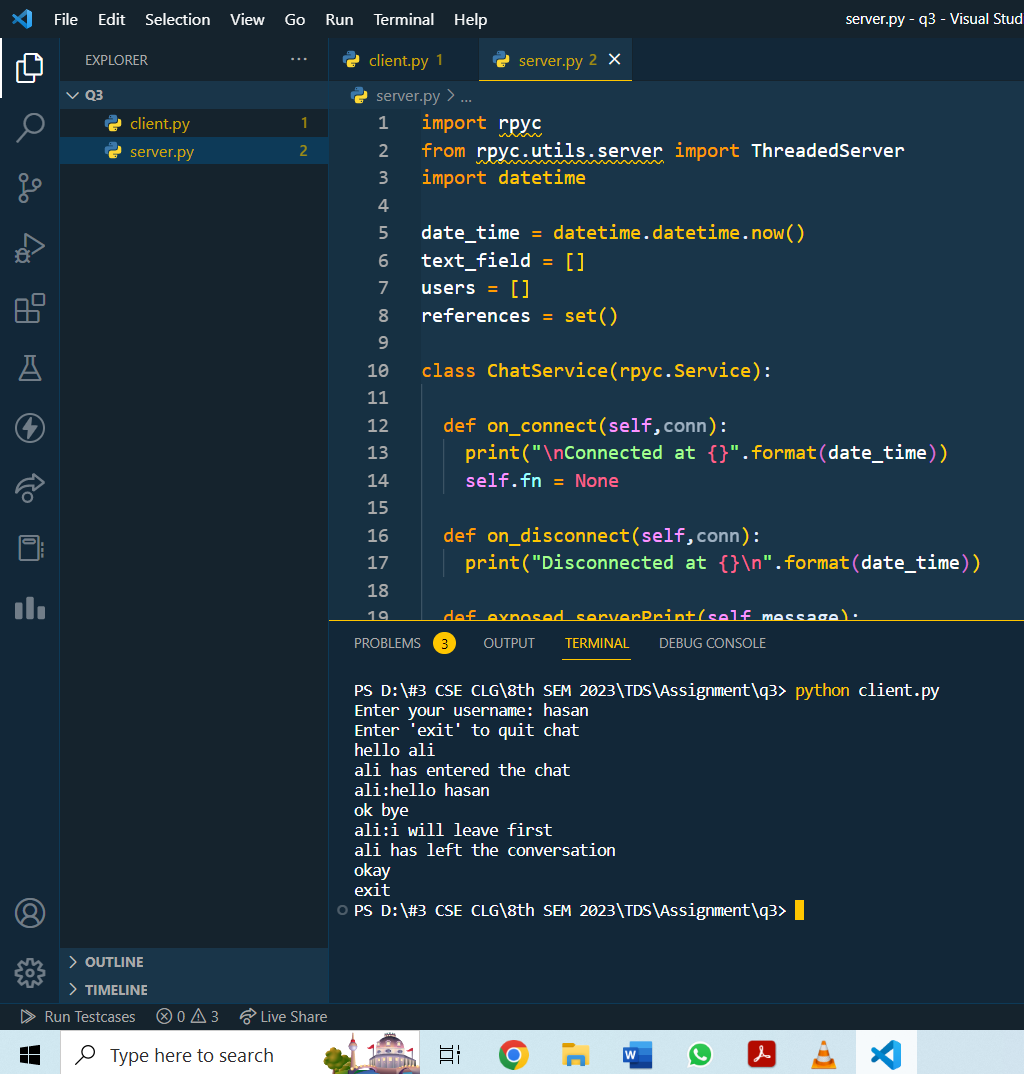 File Edit Selection View Go Run Terminal Help server.py - q3 - Visual Stud
EXPLORER ...
client.py 1
server.py 2
Q3
client.py 1
server.py 2
server.py > ...
1 import rpyc
2 from rpyc.utils.server import ThreadedServer
3 import datetime
4
5 date_time = datetime.datetime.now()
6 text_field = []
7 users = []
8 references = set()
9
10 class ChatService(rpyc.Service):
11
12 def on_connect(self,conn):
13 print("\nConnected at {}".format(date_time))
14 self.fn = None
15
16 def on_disconnect(self,conn):
17 print("Disconnected at {}\n".format(date_time))
18
19 def exposed_serverPrint(self,message):
PROBLEMS 3 OUTPUT TERMINAL DEBUG CONSOLE
PS D:\#3 CSE CLG\8th SEM 2023\TDS\Assignment\q3> python client.py
Enter your username: hasan
Enter 'exit' to quit chat
hello ali
ali has entered the chat
ali:hello hasan
ok bye
ali:i will leave first
ali has left the conversation
okay
exit
PS D:\#3 CSE CLG\8th SEM 2023\TDS\Assignment\q3>
OUTLINE
TIMELINE
Run Testcases 0 3 Live Share
Type here to search